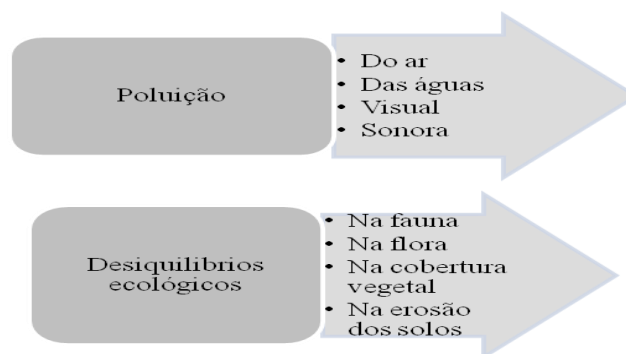 Poluição
• Do ar
• Das águas
• Visual
• Sonora
Desiquilibrios
ecológicos
• Na fauna
• Na flora
• Na cobertura
vegetal
• Na erosão
dos solos